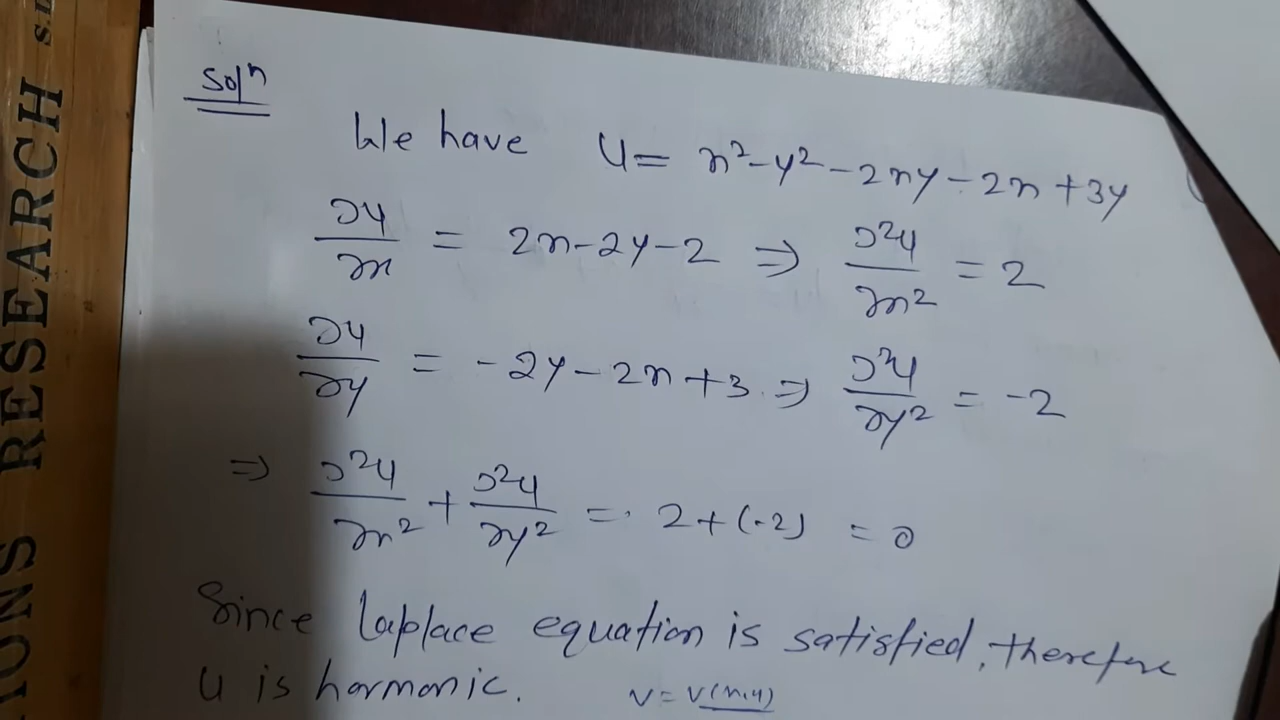 Solⁿ
We have U = x² - y² - 2xy - 2x + 3y
∂u/∂x = 2x - 2y - 2 ⇒ ∂²u/∂x² = 2
∂u/∂y = -2y - 2x + 3 ⇒ ∂²u/∂y² = -2
⇒ ∂²u/∂x² + ∂²u/∂y² = 2 + (-2) = 0
Since Laplace equation is satisfied, therefore
u is harmonic. v = v(x,y)
IONS RESEARCH S.D